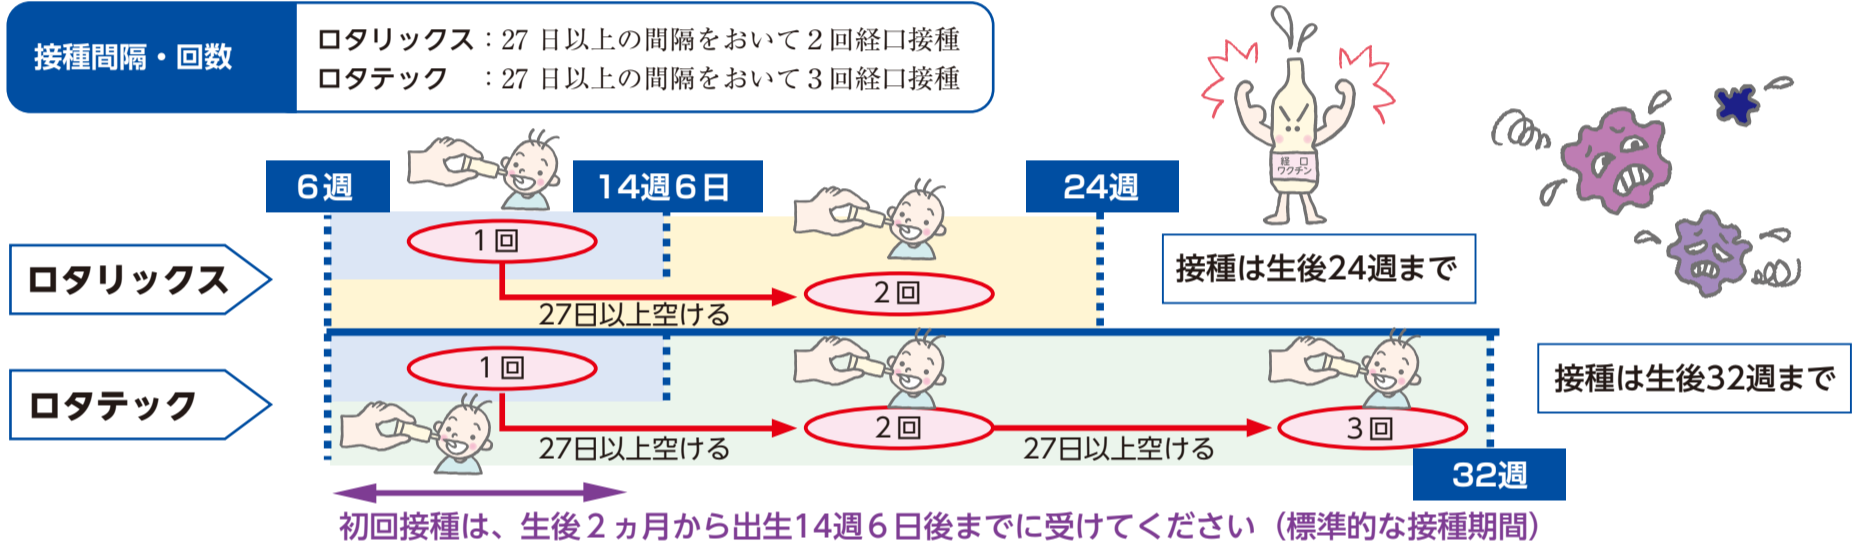 接種間隔・回数
ロタリックス：27 日以上の間隔をおいて２回経口接種
ロタテック　：27 日以上の間隔をおいて３回経口接種
経口
ワクチン
６週
14週６日
24週
ロタリックス
１回
27日以上空ける
２回
接種は生後24週まで
ロタテック
１回
27日以上空ける
２回
27日以上空ける
３回
接種は生後32週まで
32週
初回接種は、生後２ヵ月から出生14週６日後までに受けてください（標準的な接種期間）